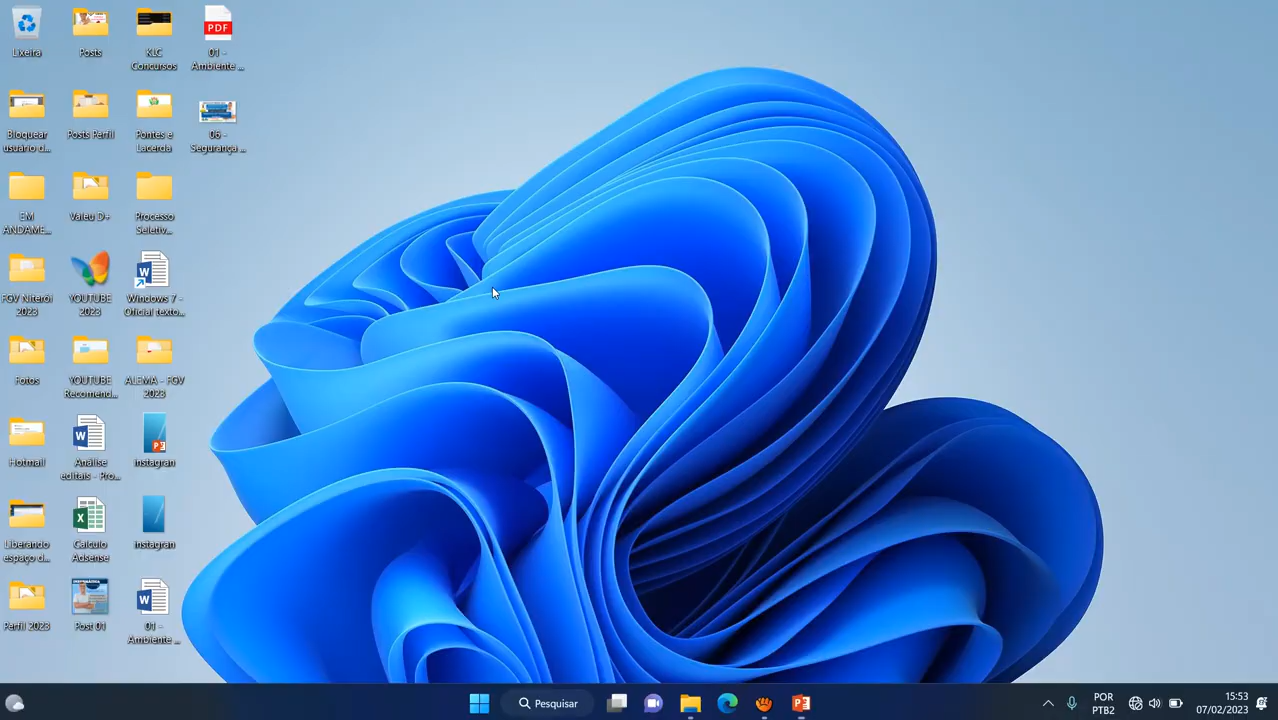 Lixeira
Posts
KLC
Concursos
PDF
01 -
Ambiente ...
Bloquear
usuário d...
Posts Perfil
Pontes e
Lacerda
06 -
Segurança ...
EM
ANDAME...
Valeu D+
Processo
Seletiv...
FGV Niterói
2023
YOUTUBE
2023
Windows 7 -
Oficial texto...
Fotos
YOUTUBE
Recomend...
ALEMA - FGV
2023
Hotmail
Análise
editais - Pro...
instagran
Liberando
espaço d...
Calculo
Adsense
instagran
Perfil 2023
Post 01
01 -
Ambiente ...
Pesquisar
POR
PTB2
15:53
07/02/2023